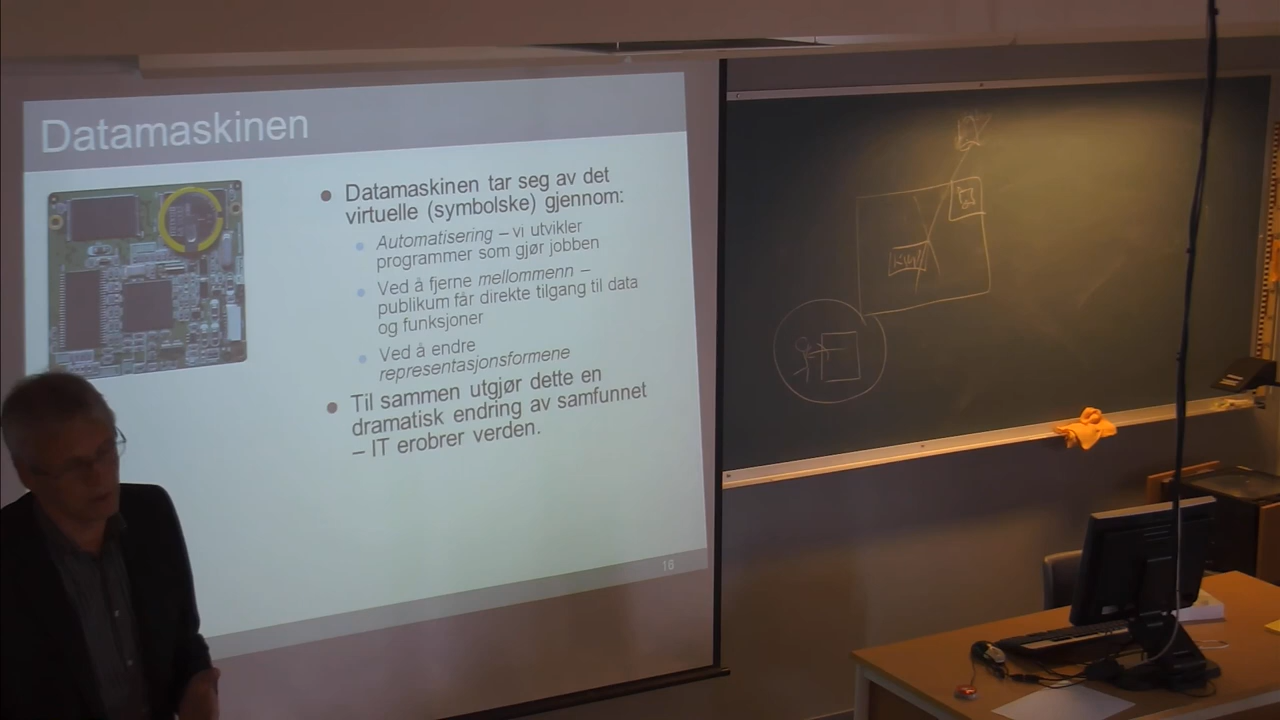 Datamaskinen
Datamaskinen tar seg av det
virtuelle (symbolske) gjennom:
Automatisering – vi utvikler
programmer som gjør jobben
Ved å fjerne mellommenn –
publikum får direkte tilgang til data
og funksjoner
Ved å endre
representasjonsformene
Til sammen utgjør dette en
dramatisk endring av samfunnet
– IT erobrer verden.
16